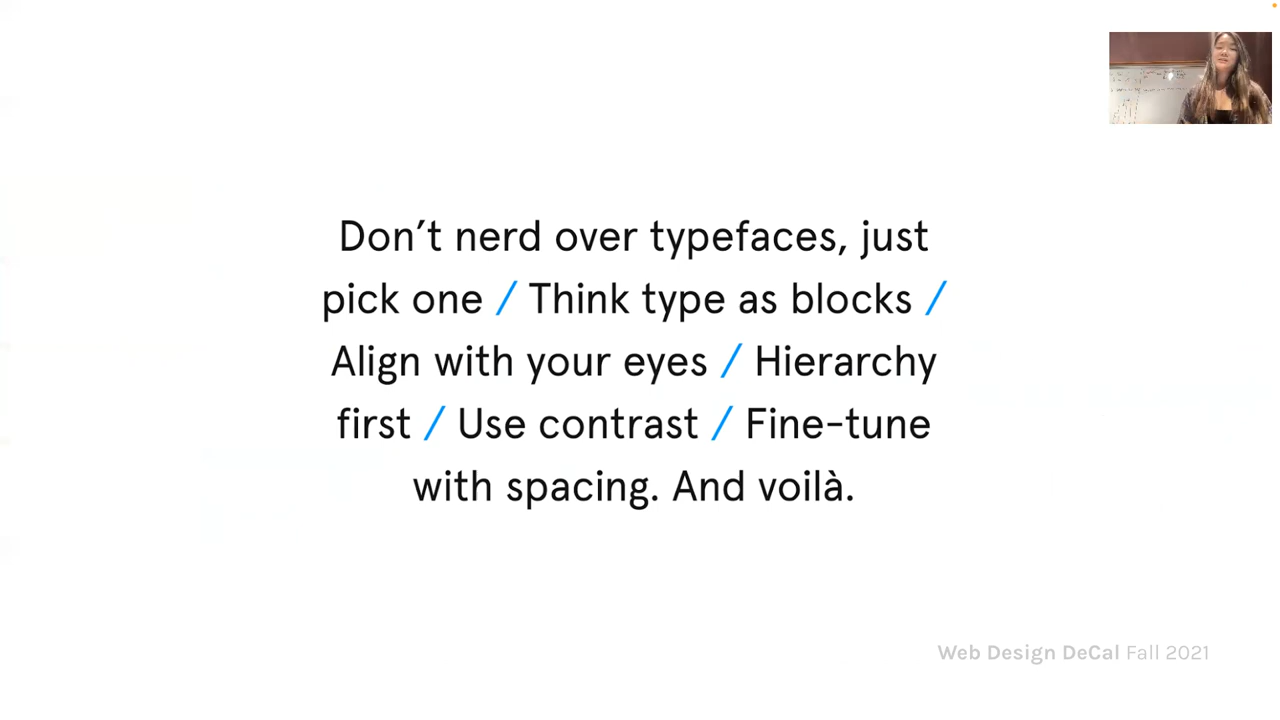 Don’t nerd over typefaces, just
pick one / Think type as blocks /
Align with your eyes / Hierarchy
first / Use contrast / Fine-tune
with spacing. And voilà.
Web Design DeCal Fall 2021